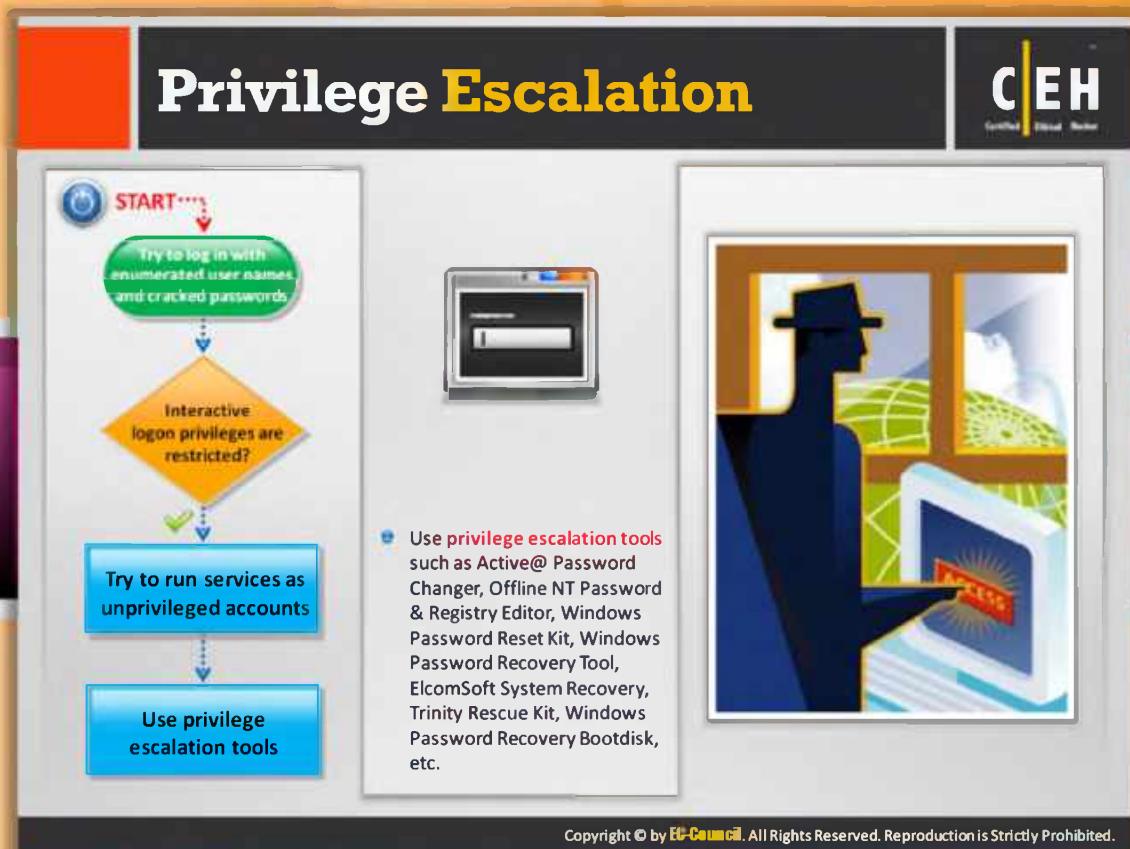 Privilege Escalation
C EH
Certified Ethical Hacker
START
Try to log in with
enumerated user names
and cracked passwords
Interactive
logon privileges are
restricted?
Try to run services as
unprivileged accounts
Use privilege
escalation tools
Use privilege escalation tools
such as Active@ Password
Changer, Offline NT Password
& Registry Editor, Windows
Password Reset Kit, Windows
Password Recovery Tool,
ElcomSoft System Recovery,
Trinity Rescue Kit, Windows
Password Recovery Bootdisk,
etc.
ACCESS
Copyright © by EC-Council. All Rights Reserved. Reproduction is Strictly Prohibited.